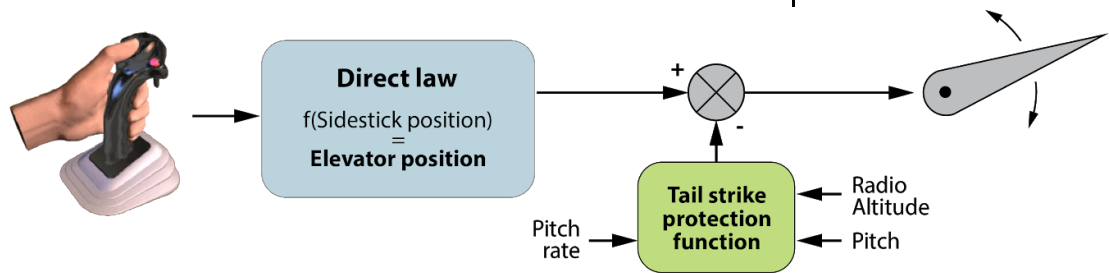 Direct law
f(Sidestick position)
=
Elevator position
+
-
Tail strike
protection
function
Radio
Altitude
Pitch
rate
Pitch